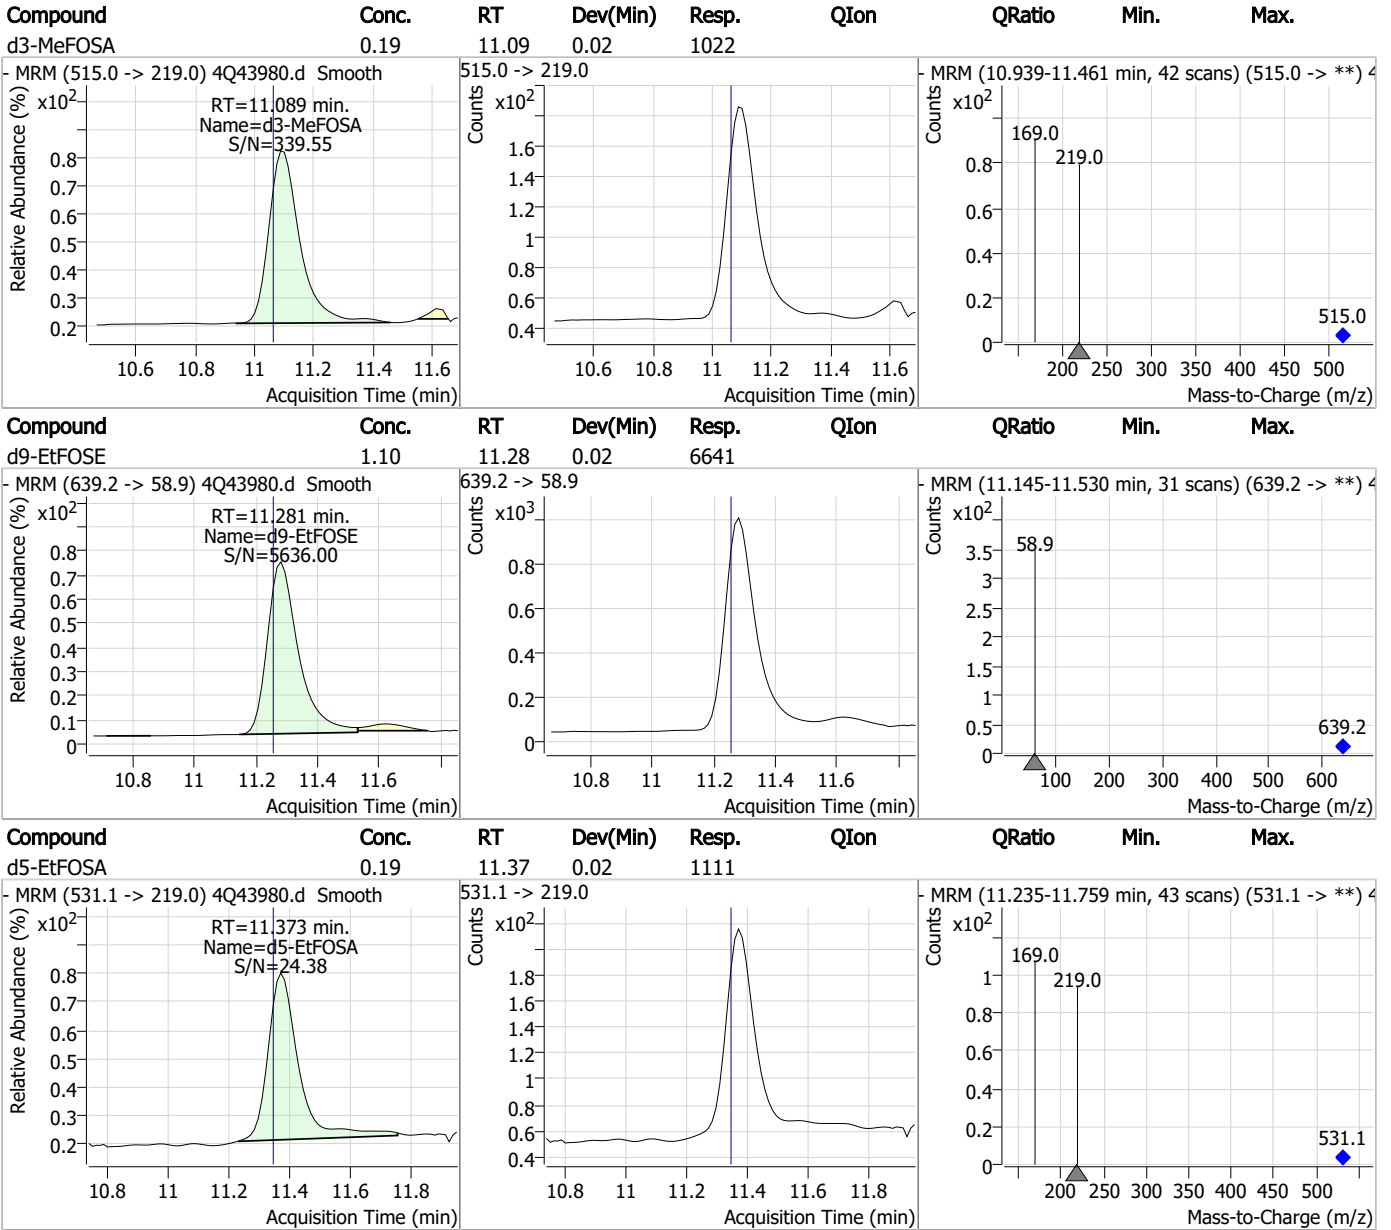 Compound Conc. RT Dev(Min) Resp. QIon QRatio Min. Max.
d3-MeFOSA 0.19 11.09 0.02 1022
- MRM (515.0 -> 219.0) 4Q43980.d Smooth
515.0 -> 219.0
- MRM (10.939-11.461 min, 42 scans) (515.0 -> **) 4
Relative Abundance (%)
x10 2
RT=11.089 min.
Name=d3-MeFOSA
S/N=339.55
0.8
0.7
0.6
0.5
0.4
0.3
0.2
10.6 10.8 11 11.2 11.4 11.6
Acquisition Time (min)
Counts
x10 2
1.6
1.4
1.2
1
0.8
0.6
0.4
10.6 10.8 11 11.2 11.4 11.6
Acquisition Time (min)
Counts
x10 2
169.0
219.0
515.0
0.8
0.6
0.4
0.2
0
200 250 300 350 400 450 500
Mass-to-Charge (m/z)
Compound Conc. RT Dev(Min) Resp. QIon QRatio Min. Max.
d9-EtFOSE 1.10 11.28 0.02 6641
- MRM (639.2 -> 58.9) 4Q43980.d Smooth
639.2 -> 58.9
- MRM (11.145-11.530 min, 31 scans) (639.2 -> **) 4
Relative Abundance (%)
x10 2
RT=11.281 min.
Name=d9-EtFOSE
S/N=5636.00
0.8
0.7
0.6
0.5
0.4
0.3
0.2
0.1
0
10.8 11 11.2 11.4 11.6
Acquisition Time (min)
Counts
x10 3
0.8
0.6
0.4
0.2
0
10.8 11 11.2 11.4 11.6
Acquisition Time (min)
Counts
x10 2
58.9
639.2
3.5
3
2.5
2
1.5
1
0.5
0
100 200 300 400 500 600
Mass-to-Charge (m/z)
Compound Conc. RT Dev(Min) Resp. QIon QRatio Min. Max.
d5-EtFOSA 0.19 11.37 0.02 1111
- MRM (531.1 -> 219.0) 4Q43980.d Smooth
531.1 -> 219.0
- MRM (11.235-11.759 min, 43 scans) (531.1 -> **) 4
Relative Abundance (%)
x10 2
RT=11.373 min.
Name=d5-EtFOSA
S/N=24.38
0.8
0.7
0.6
0.5
0.4
0.3
0.2
10.8 11 11.2 11.4 11.6 11.8
Acquisition Time (min)
Counts
x10 2
1.8
1.6
1.4
1.2
1
0.8
0.6
0.4
10.8 11 11.2 11.4 11.6 11.8
Acquisition Time (min)
Counts
x10 2
169.0
219.0
531.1
1
0.8
0.6
0.4
0.2
0
200 250 300 350 400 450 500
Mass-to-Charge (m/z)